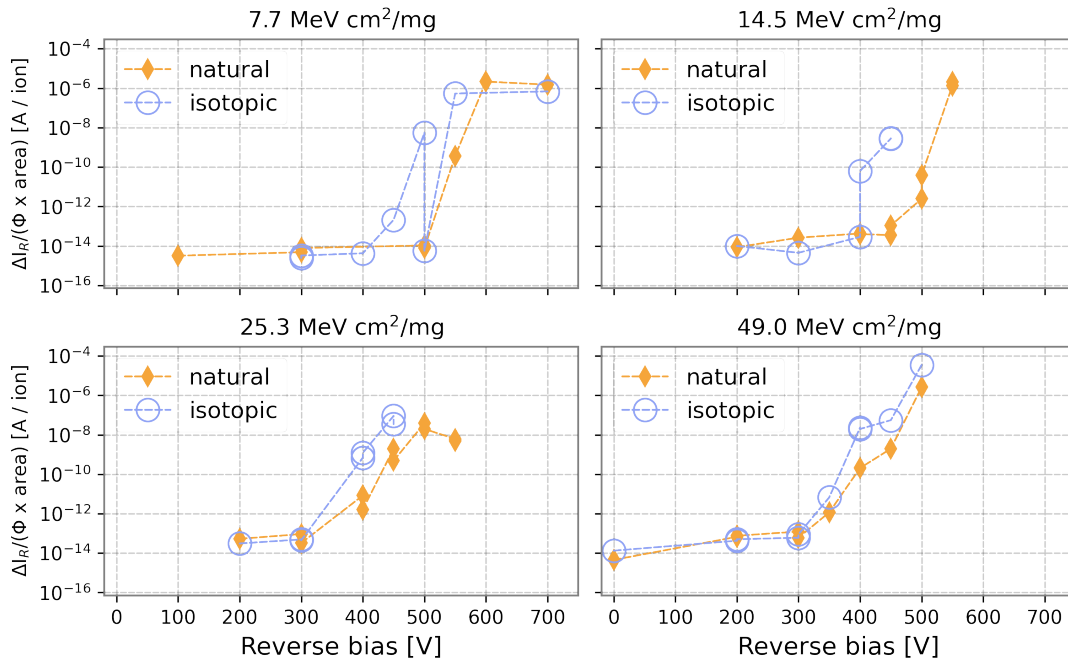 7.7 MeV cm²/mg
14.5 MeV cm²/mg
ΔI_R/(Φ x area) [A / ion]
10⁻⁴
10⁻⁶
10⁻⁸
10⁻¹⁰
10⁻¹²
10⁻¹⁴
10⁻¹⁶
natural
isotopic
natural
isotopic
25.3 MeV cm²/mg
49.0 MeV cm²/mg
ΔI_R/(Φ x area) [A / ion]
10⁻⁴
10⁻⁶
10⁻⁸
10⁻¹⁰
10⁻¹²
10⁻¹⁴
10⁻¹⁶
natural
isotopic
natural
isotopic
0 100 200 300 400 500 600 700
0 100 200 300 400 500 600 700
Reverse bias [V]
Reverse bias [V]